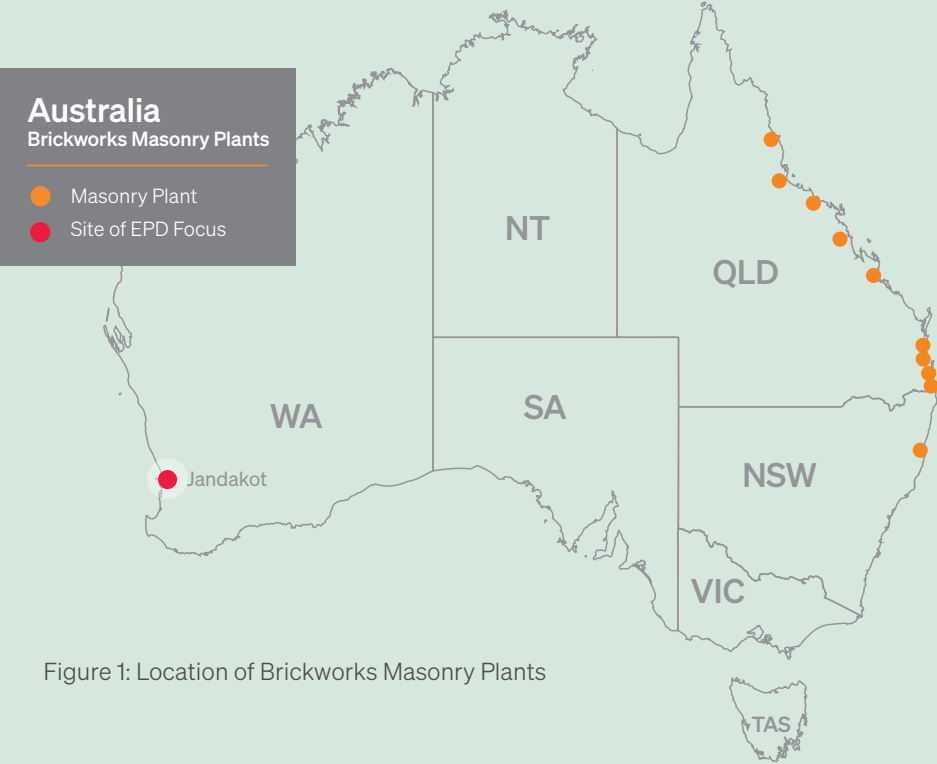 Australia
Brickworks Masonry Plants
Masonry Plant
Site of EPD Focus
NT
QLD
WA
SA
Jandakot
NSW
VIC
Figure 1: Location of Brickworks Masonry Plants
TAS